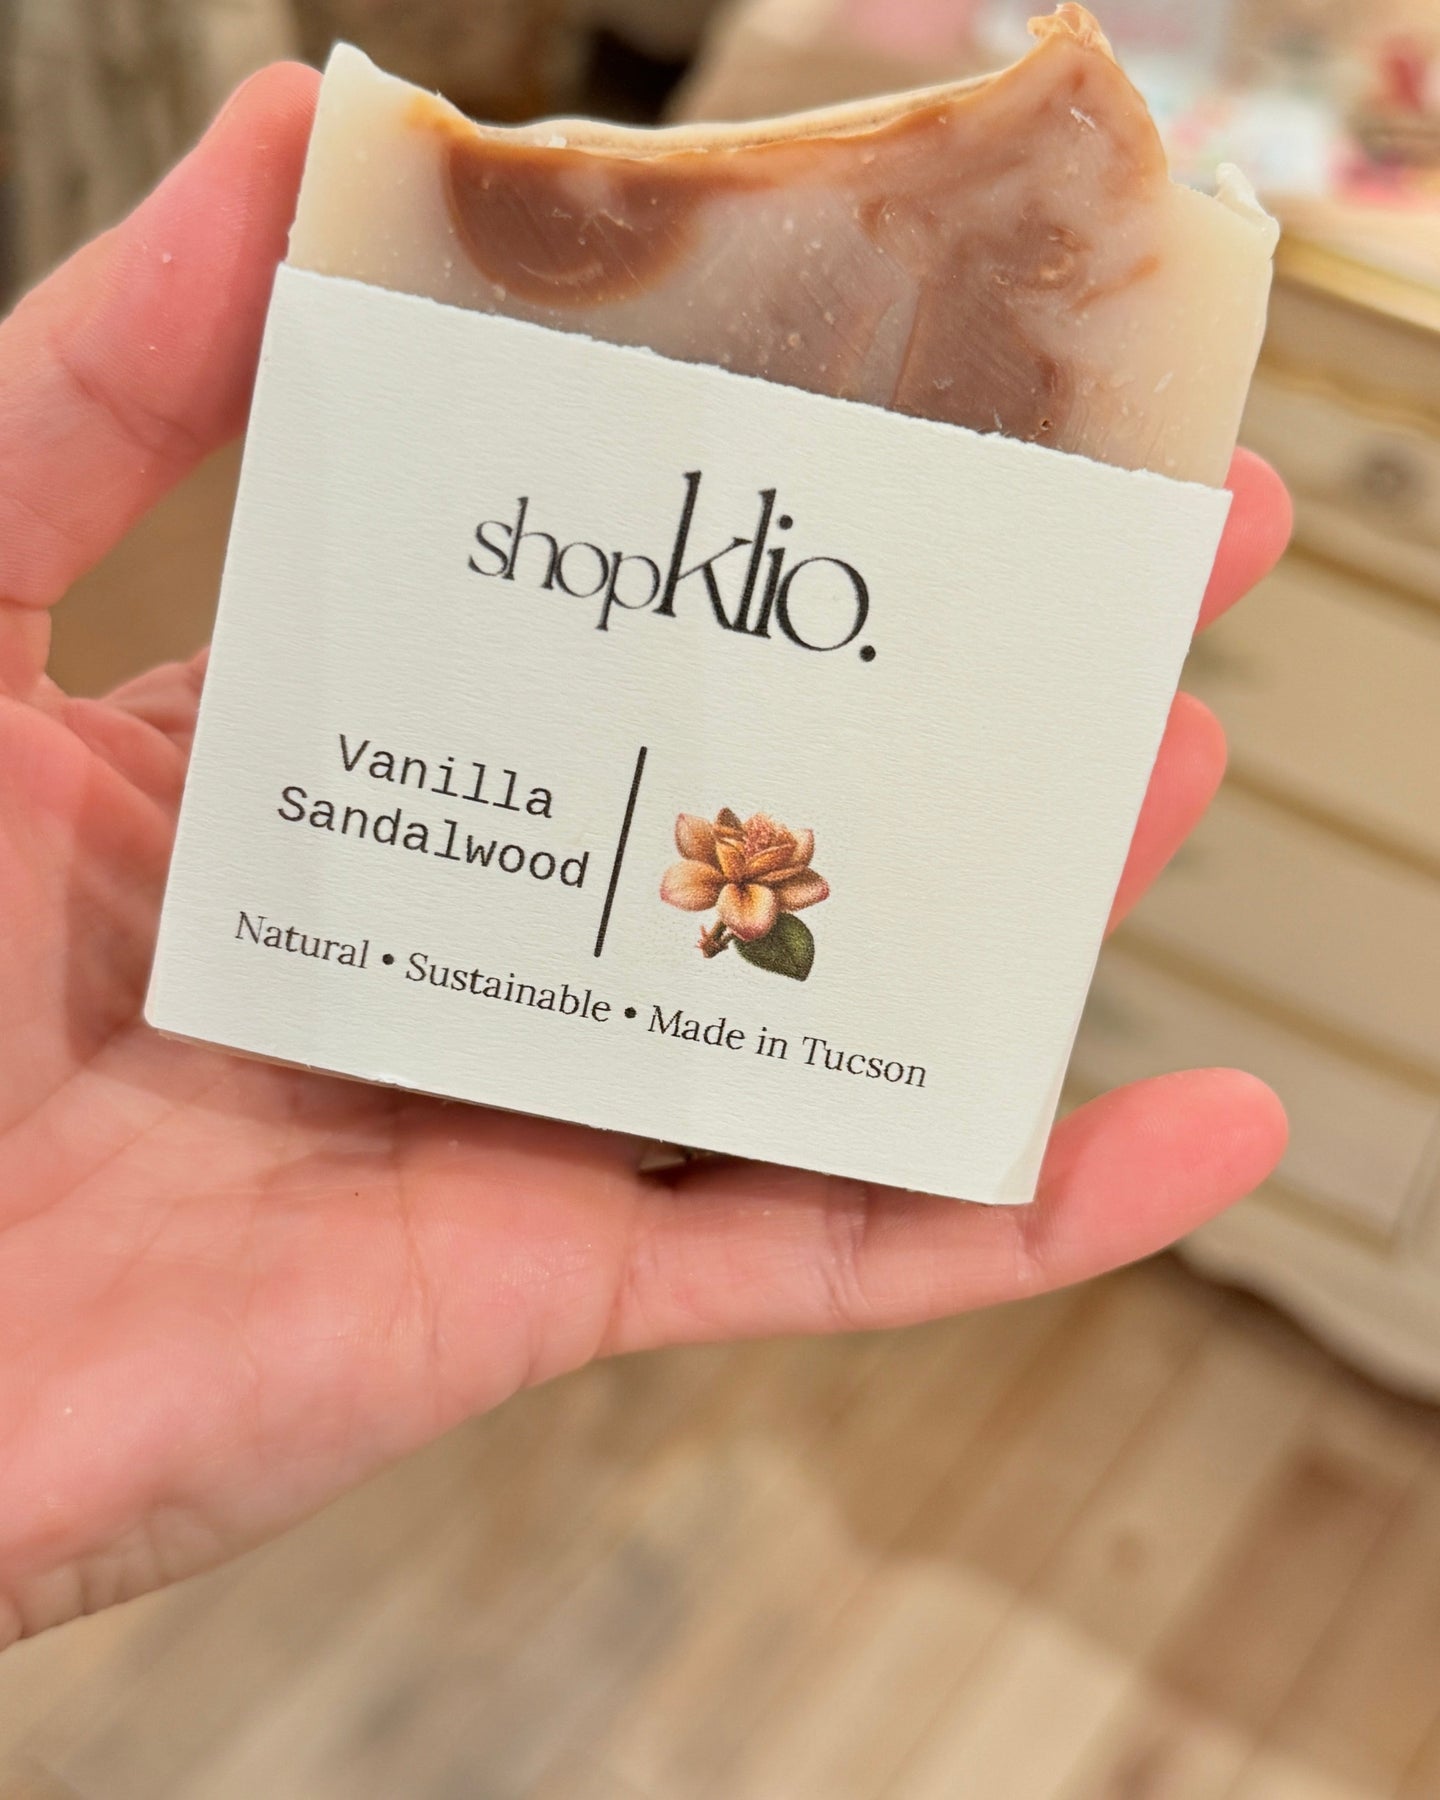 shopklio.
Vanilla
Sandalwood
Natural • Sustainable • Made in Tucson